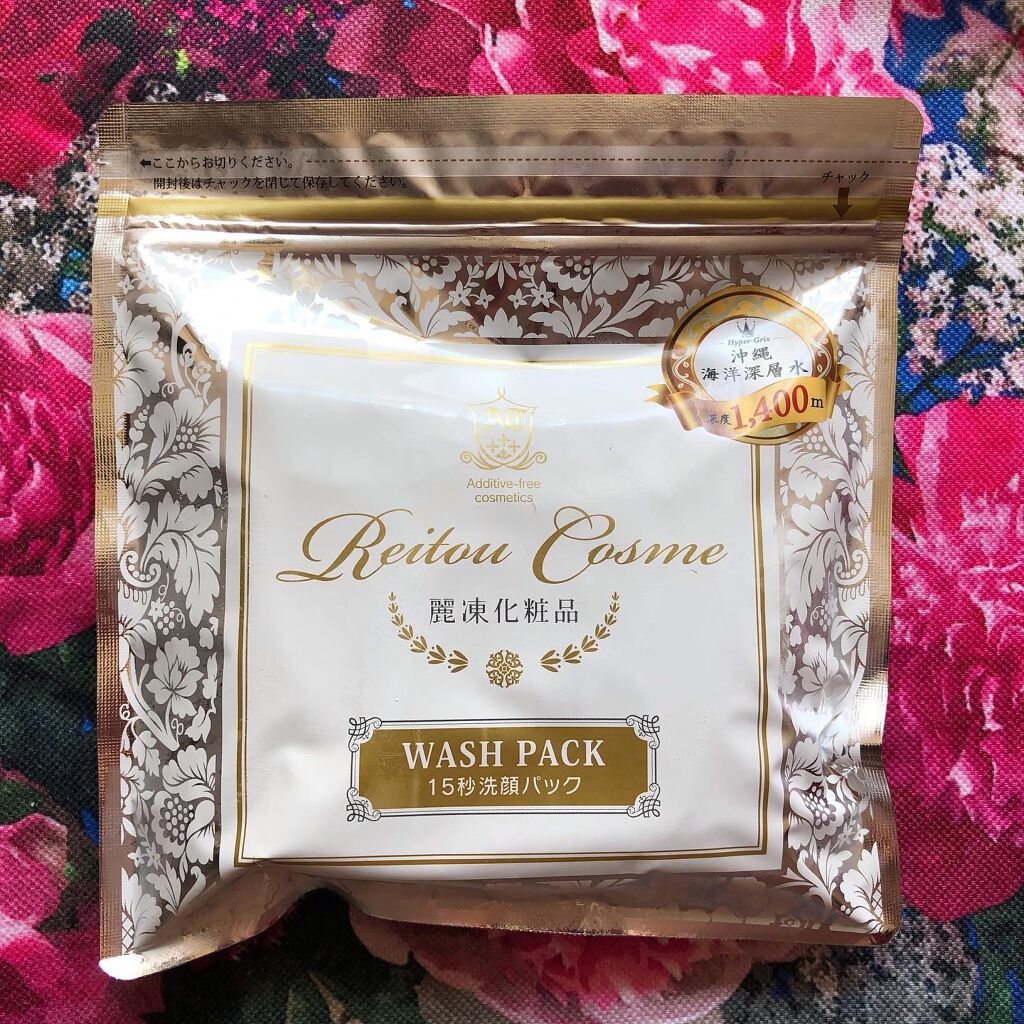 ⬅ここからお切りください。
開封後はチャックを閉じて保存してください。
チャック
Hyper-Grix
沖縄
海洋深層水
深度1,400m
Additive-free
cosmetics
Reitou Cosme
麗凍化粧品
WASH PACK
15秒洗顔パック